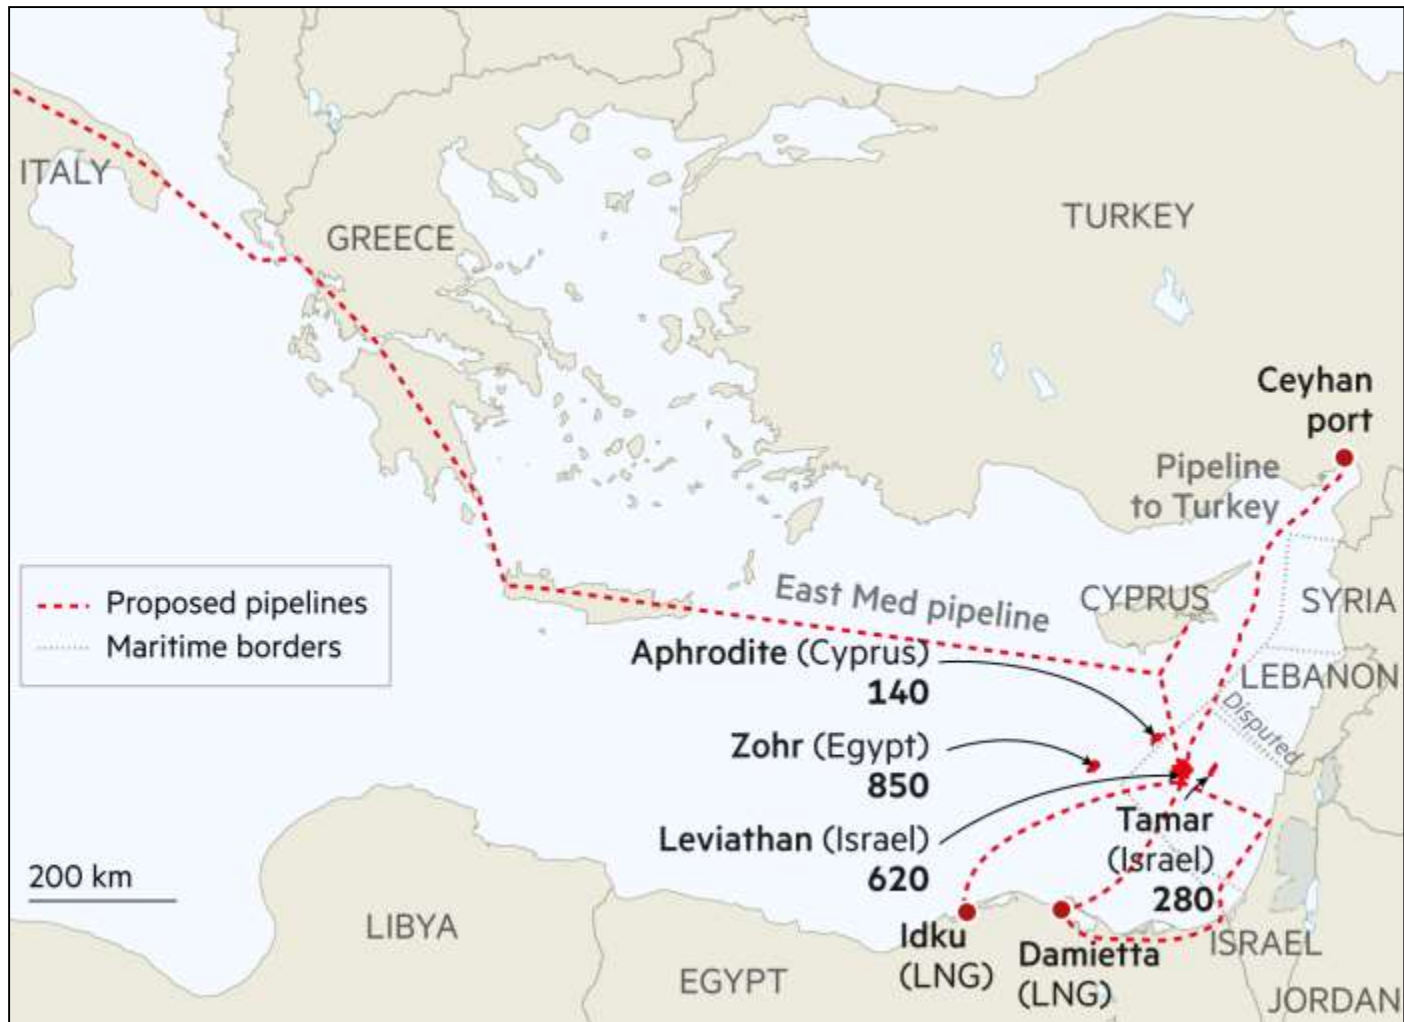 ITALY
GREECE
TURKEY
Ceyhan
port
Pipeline
to Turkey
Proposed pipelines
Maritime borders
East Med pipeline
CYPRUS
SYRIA
Aphrodite (Cyprus)
140
LEBANON
Disputed
Zohr (Egypt)
850
Leviathan (Israel)
620
Tamar
(Israel)
280
200 km
LIBYA
EGYPT
Idku
(LNG)
Damietta
(LNG)
ISRAEL
JORDAN